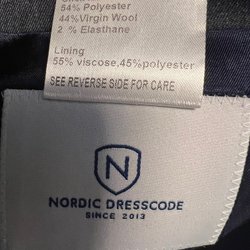 54% Polyester
44%Virgin Wool
2 % Elasthane
Lining
55% viscose,45%polyester
SEE REVERSE SIDE FOR CARE
N
NORDIC DRESSCODE
SINCE 2013